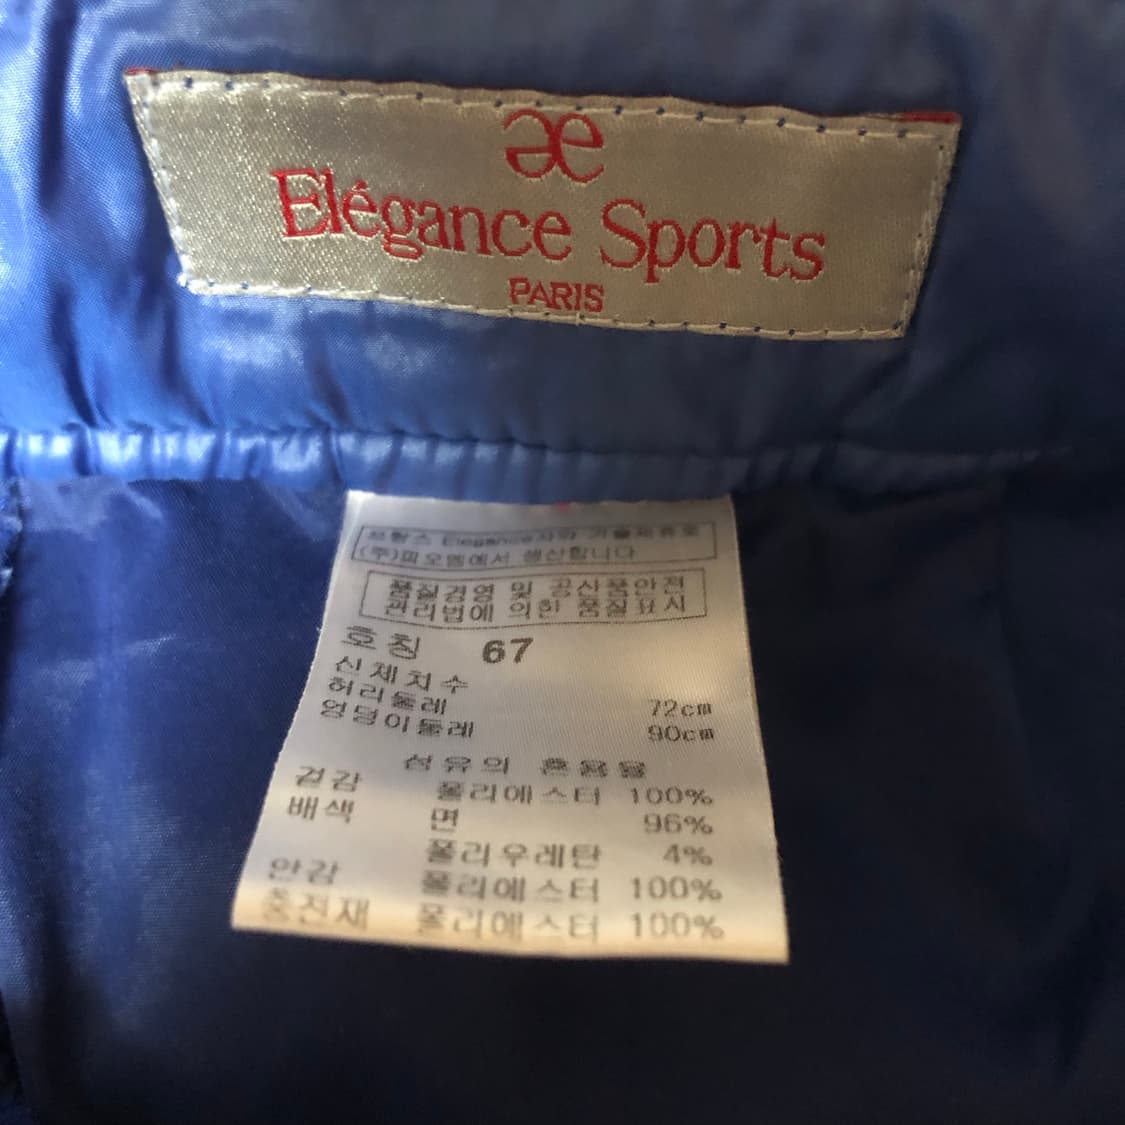 æ
Elégance Sports
PARIS
프랑스 Elegance사와 기술제휴로
(주)피오엠에서 생산합니다
품질경영 및 공산품안전
관리법에 의한 품질표시
호칭 67
신체치수
허리둘레 72cm
엉덩이둘레 90cm
섬유의 혼용율
겉감 폴리에스터 100%
배색 면 96%
폴리우레탄 4%
안감 폴리에스터 100%
충전재 폴리에스터 100%